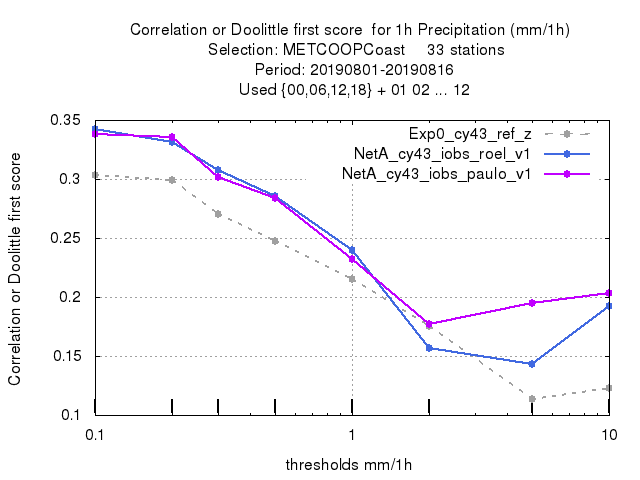 Correlation or Doolittle first score  for 1h Precipitation (mm/1h)
Selection: METCOOPCoast     33 stations
Period: 20190801-20190816
Used {00,06,12,18} + 01 02 ... 12
Exp0_cy43_ref_z
NetA_cy43_iobs_roel_v1
NetA_cy43_iobs_paulo_v1
Correlation or Doolittle first score
0.35
0.3
0.25
0.2
0.15
0.1
0.1
1
10
thresholds mm/1h